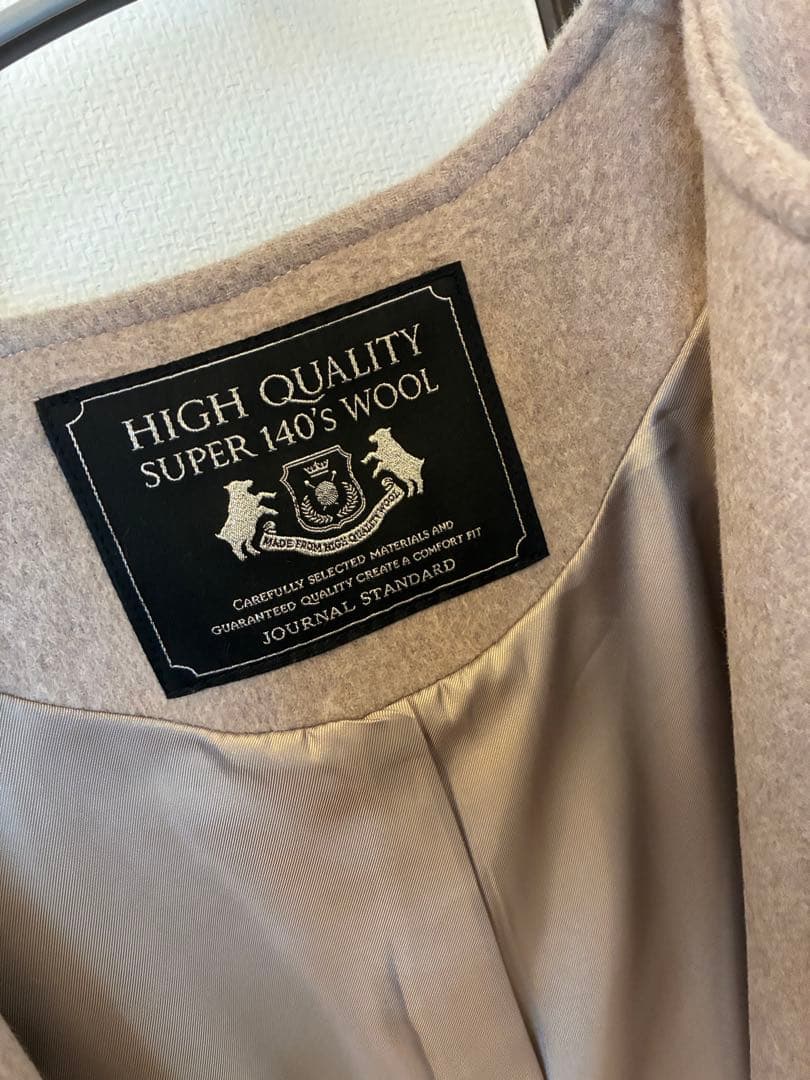 HIGH QUALITY
SUPER 140'S WOOL
MADE FROM HIGH QUALITY WOOL
CAREFULLY SELECTED MATERIALS AND
GUARANTEED QUALITY CREATE A COMFORT FIT
JOURNAL STANDARD